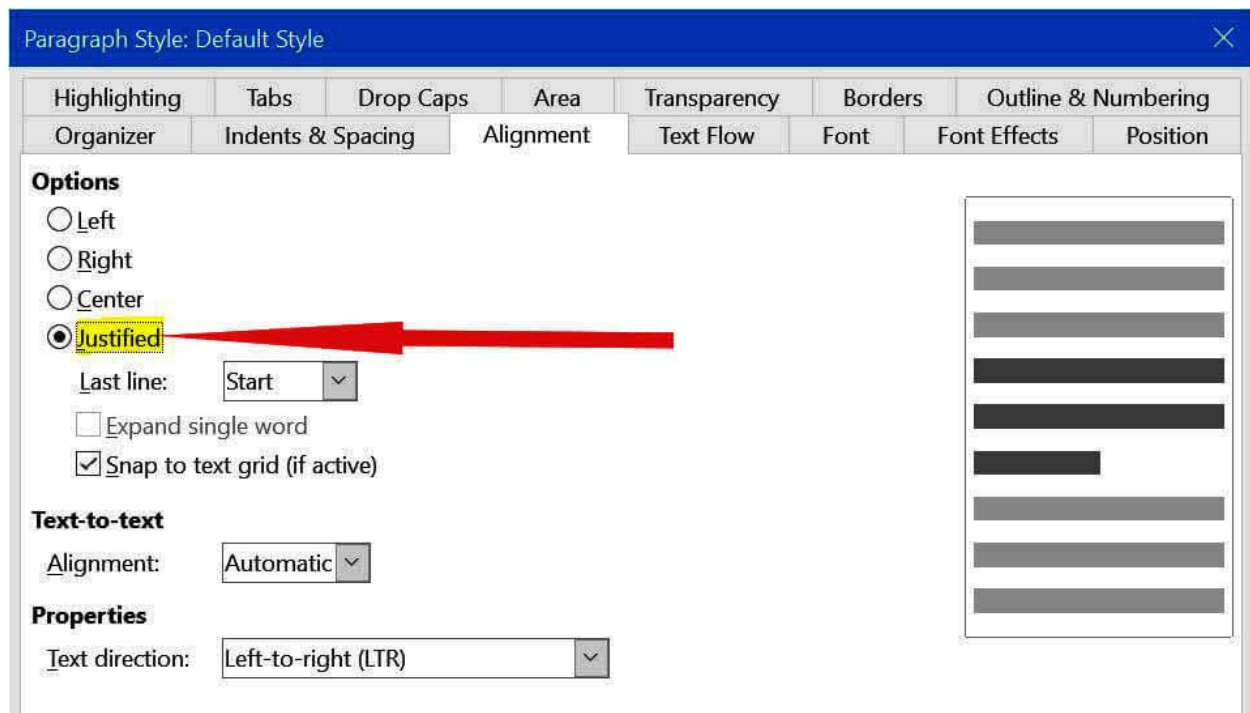 Paragraph Style: Default Style
Highlighting Tabs Drop Caps Area Transparency Borders Outline & Numbering
Organizer Indents & Spacing Alignment Text Flow Font Font Effects Position
Options
Left
Right
Center
Justified
Last line: Start
Expand single word
Snap to text grid (if active)
Text-to-text
Alignment: Automatic
Properties
Text direction: Left-to-right (LTR)